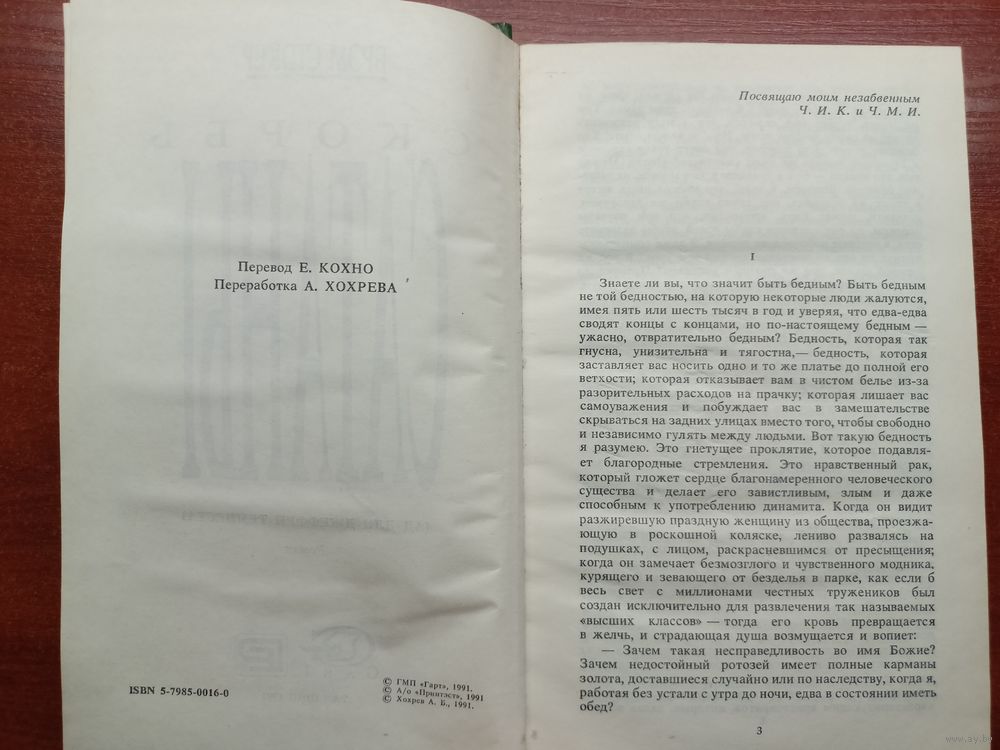 Перевод Е. КОХНО
Переработка А. ХОХРЕВА
ISBN 5-7985-0016-0
© ГМП «Гарт», 1991.
© А/о «Принтэст», 1991
© Хохрев А. Б., 1991.
Посвящаю моим незабвенным
Ч. И. К. и Ч. М. И.
I
Знаете ли вы, что значит быть бедным? Быть бедным
не той бедностью, на которую некоторые люди жалуются,
имея пять или шесть тысяч в год и уверяя, что едва-едва
сводят концы с концами, но по-настоящему бедным —
ужасно, отвратительно бедным? Бедность, которая так
гнусна, унизительна и тягостна,— бедность, которая
заставляет вас носить одно и то же платье до полной его
ветхости; которая отказывает вам в чистом белье из-за
разорительных расходов на прачку; которая лишает вас
самоуважения и побуждает вас в замешательстве
скрываться на задних улицах вместо того, чтобы свободно
и независимо гулять между людьми. Вот такую бедность
я разумею. Это гнетущее проклятие, которое подавля-
ет благородные стремления. Это нравственный рак,
который гложет сердце благонамеренного человеческого
существа и делает его завистливым, злым и даже
способным к употреблению динамита. Когда он видит
разжиревшую праздную женщину из общества, проезжа-
ющую в роскошной коляске, лениво развалясь на
подушках, с лицом, раскрасневшимся от пресыщения;
когда он замечает безмозглого и чувственного модника,
курящего и зевающего от безделья в парке, как если б
весь свет с миллионами честных тружеников был
создан исключительно для развлечения так называемых
«высших классов» — тогда его кровь превращается
в желчь, и страдающая душа возмущается и вопиет:
— Зачем такая несправедливость во имя Божие?
Зачем недостойный ротозей имеет полные карманы
золота, доставшиеся случайно или по наследству, когда я,
работая без устали с утра до ночи, едва в состоянии иметь
обед?
3
www.ay.by